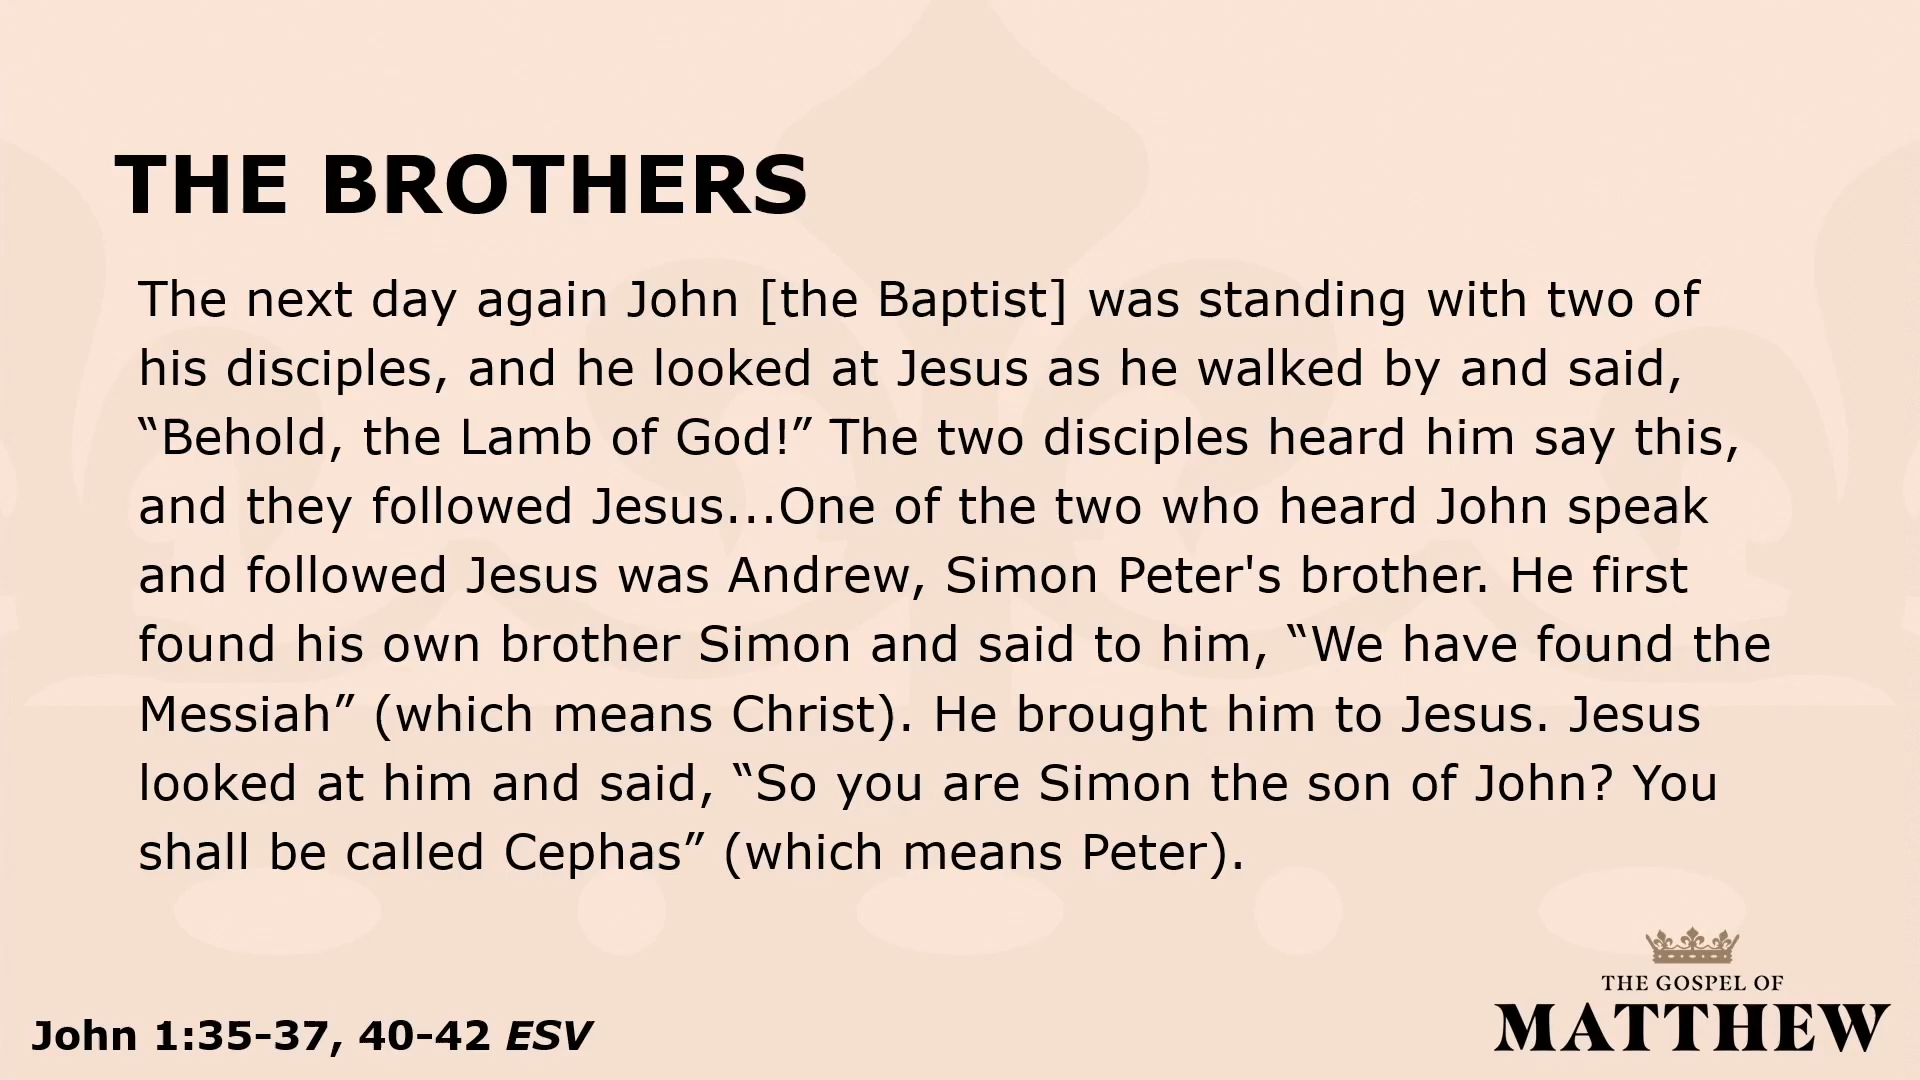 THE BROTHERS
The next day again John [the Baptist] was standing with two of
his disciples, and he looked at Jesus as he walked by and said,
“Behold, the Lamb of God!” The two disciples heard him say this,
and they followed Jesus...One of the two who heard John speak
and followed Jesus was Andrew, Simon Peter's brother. He first
found his own brother Simon and said to him, “We have found the
Messiah” (which means Christ). He brought him to Jesus. Jesus
looked at him and said, “So you are Simon the son of John? You
shall be called Cephas” (which means Peter).
John 1:35-37, 40-42 ESV
THE GOSPEL OF
MATTHEW